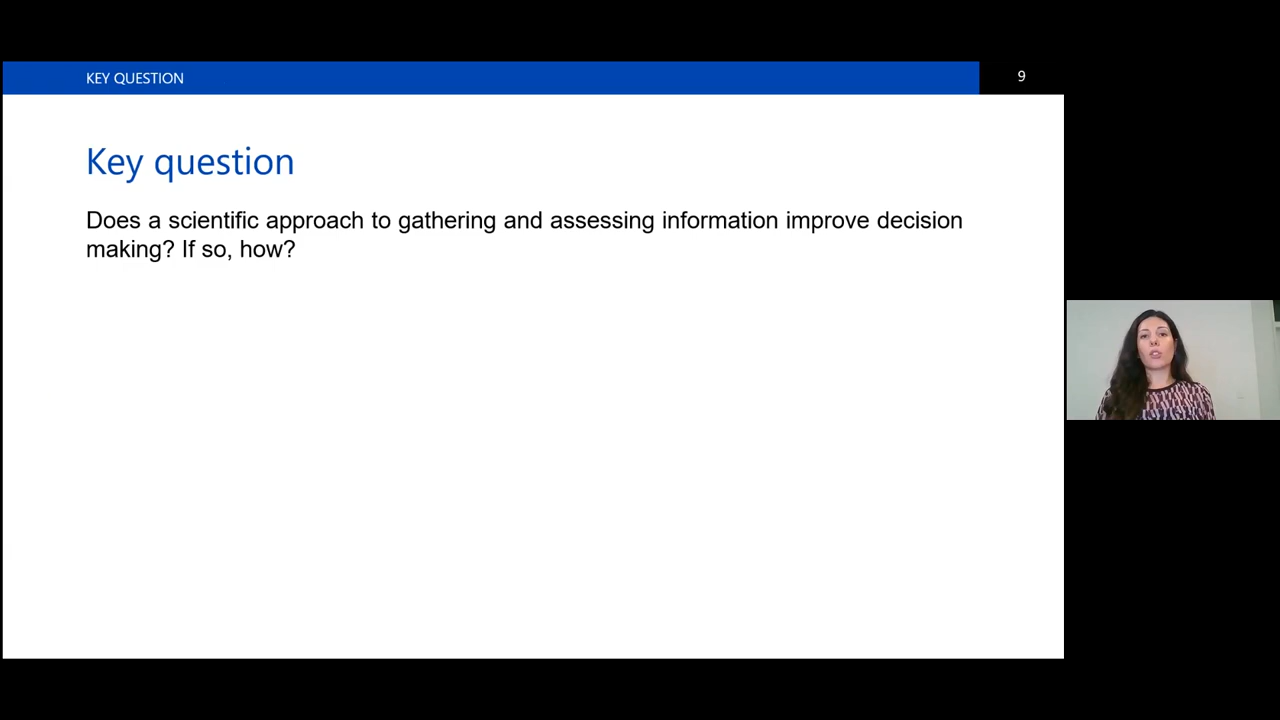 KEY QUESTION
9
Key question
Does a scientific approach to gathering and assessing information improve decision
making? If so, how?